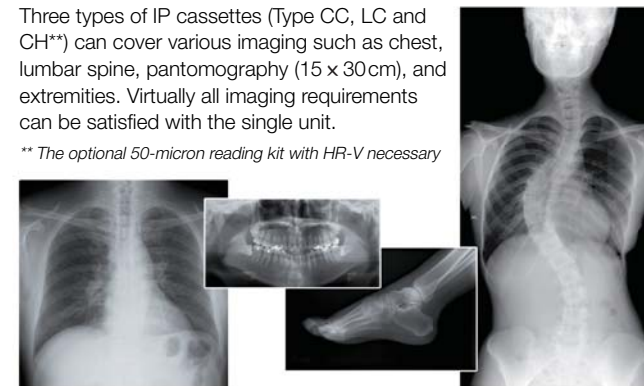 Three types of IP cassettes (Type CC, LC and
CH**) can cover various imaging such as chest,
lumbar spine, pantomography (15 x 30 cm), and
extremities. Virtually all imaging requirements
can be satisfied with the single unit.
** The optional 50-micron reading kit with HR-V necessary